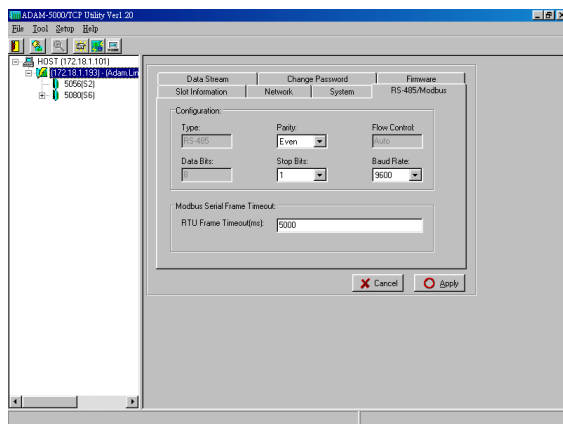 ADAM-5000/TCP Utility Ver1.20
File Tool Setup Help
HOST (172.18.1.101)
(172.18.1.193) - (Adam.Lin
5056(S2)
5080(S6)
Data Stream Change Password Firmware
Slot Information Network System RS-485/Modbus
Configuration:
Type: Parity: Flow Control:
RS-485 Even Auto
Data Bits: Stop Bits: Baud Rate:
8 1 9600
Modbus Serial Frame Timeout:
RTU Frame Timeout(ms): 5000
Cancel Apply